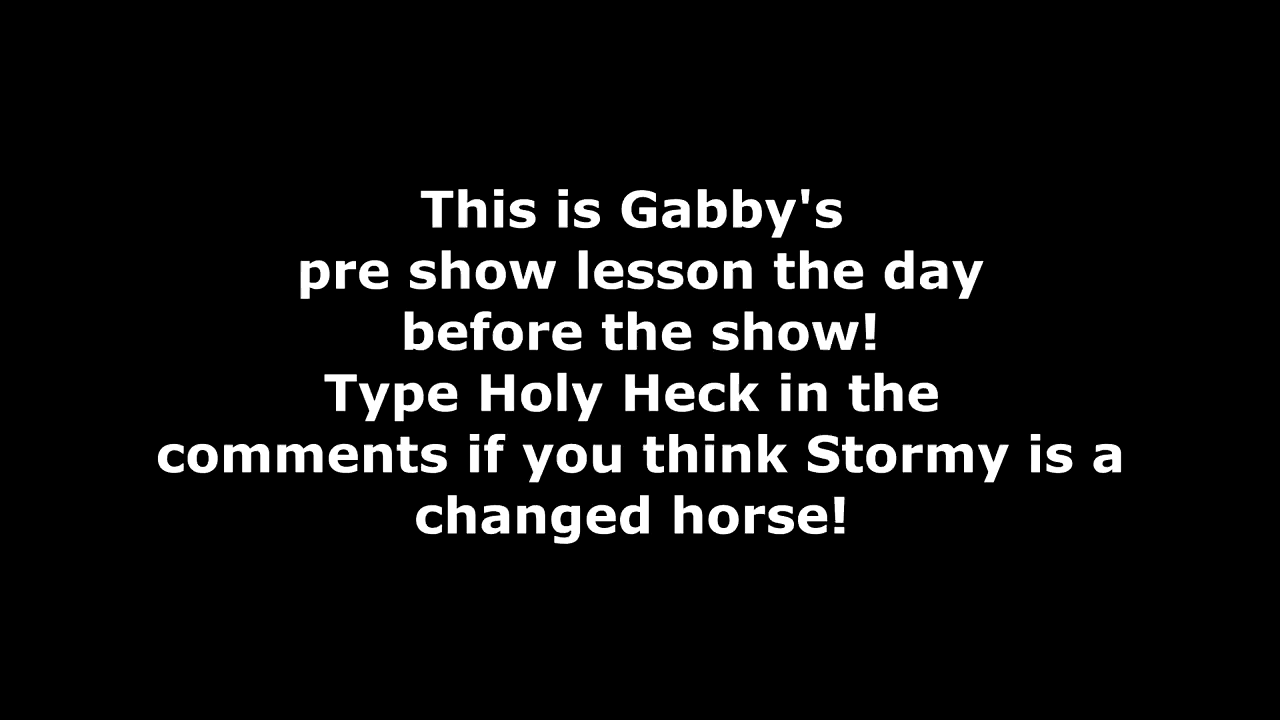 This is Gabby's
pre show lesson the day
before the show!
Type Holy Heck in the
comments if you think Stormy is a
changed horse!